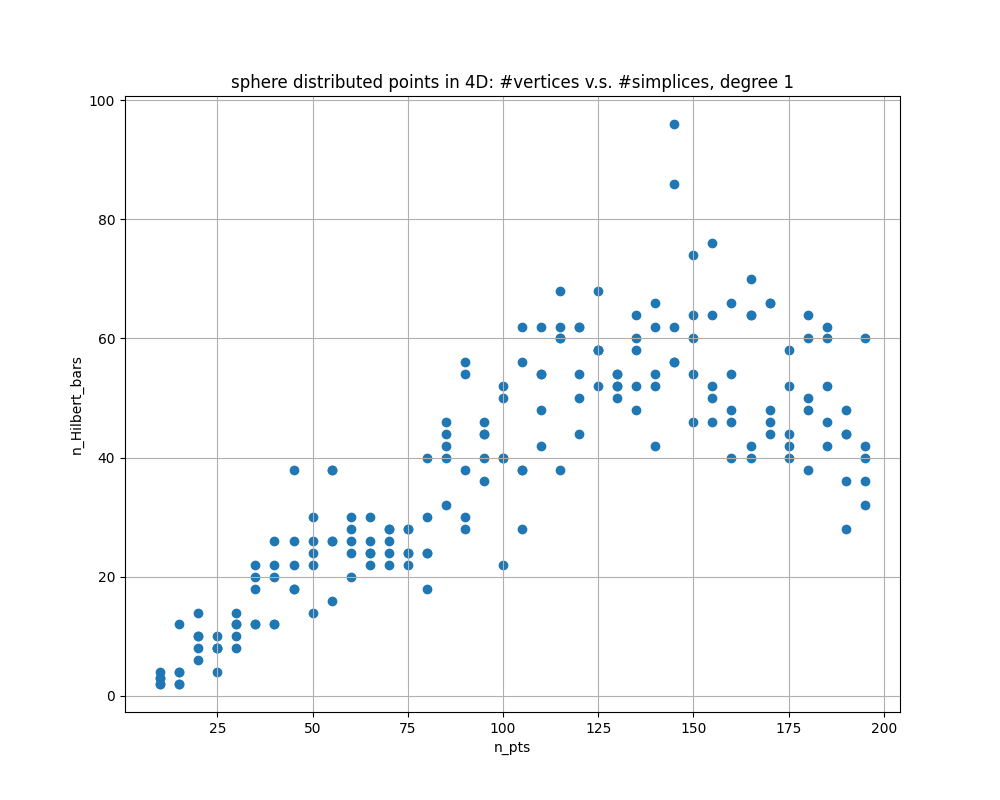 sphere distributed points in 4D: #vertices v.s. #simplices, degree 1
100
80
60
40
20
0
n_Hilbert_bars
25 50 75 100 125 150 175 200
n_pts